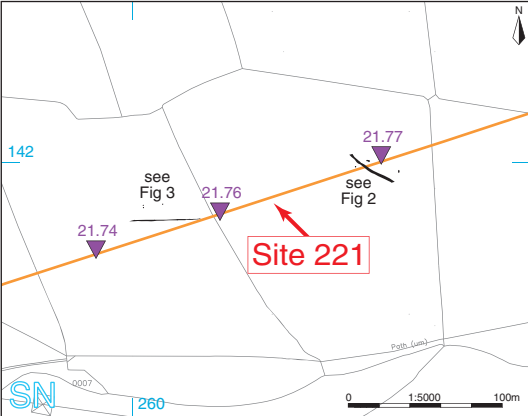 N
142
21.77
see
Fig 2
see
Fig 3
21.76
21.74
Site 221
Path (um)
0007
SN
260
0
1:5000
100m